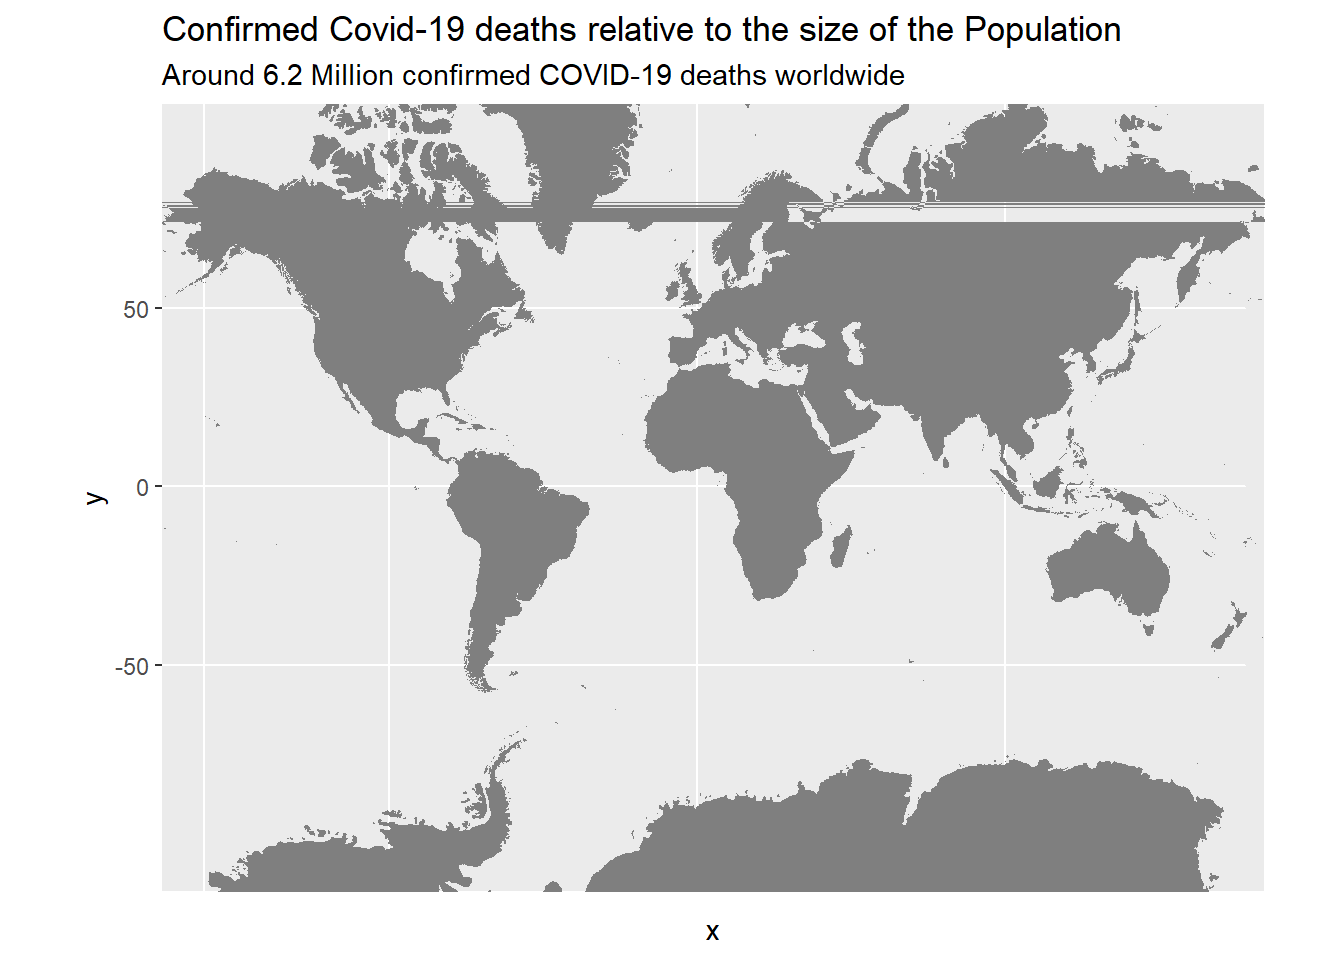 Confirmed Covid-19 deaths relative to the size of the Population
Around 6.2 Million confirmed COVID-19 deaths worldwide
50
0
-50
y
x